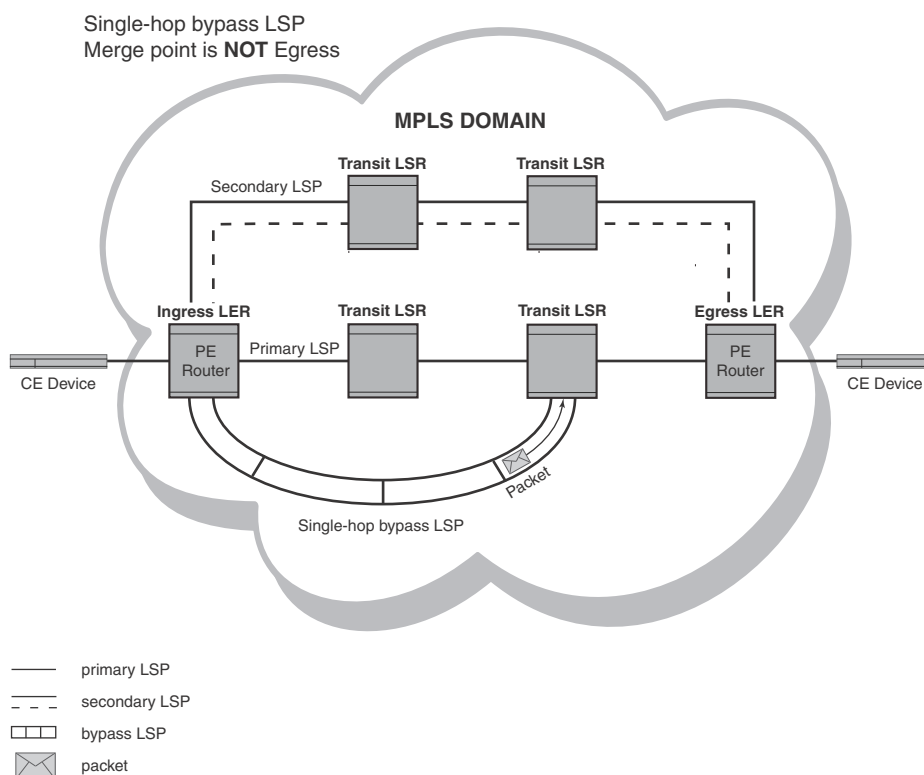 Single-hop bypass LSP
Merge point is NOT Egress
MPLS DOMAIN
Transit LSR
Transit LSR
Secondary LSP
Ingress LER
Transit LSR
Transit LSR
Egress LER
PE
Router
Primary LSP
PE
Router
CE Device
CE Device
Packet
Single-hop bypass LSP
primary LSP
secondary LSP
bypass LSP
packet